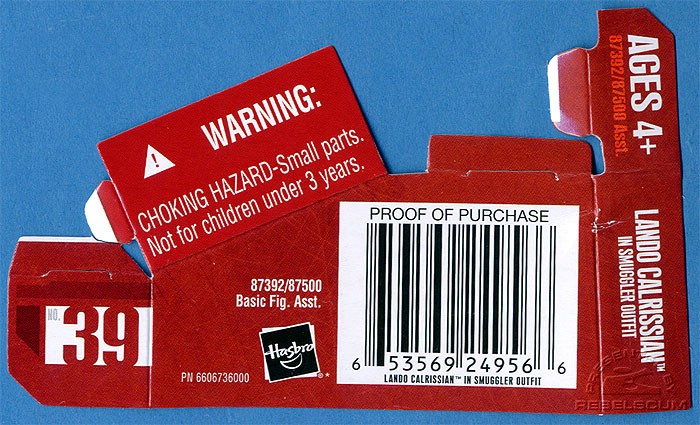 WARNING:
CHOKING HAZARD-Small parts.
Not for children under 3 years.
AGES 4+
87392/87500 Asst.
LANDO CALRISSIAN™
IN SMUGGLER OUTFIT
NO. 39
87392/87500
Basic Fig. Asst.
Hasbro
®*
PN 6606736000
PROOF OF PURCHASE
6 53569 24956 6
LANDO CALRISSIAN™ IN SMUGGLER OUTFIT
REBELSCUM